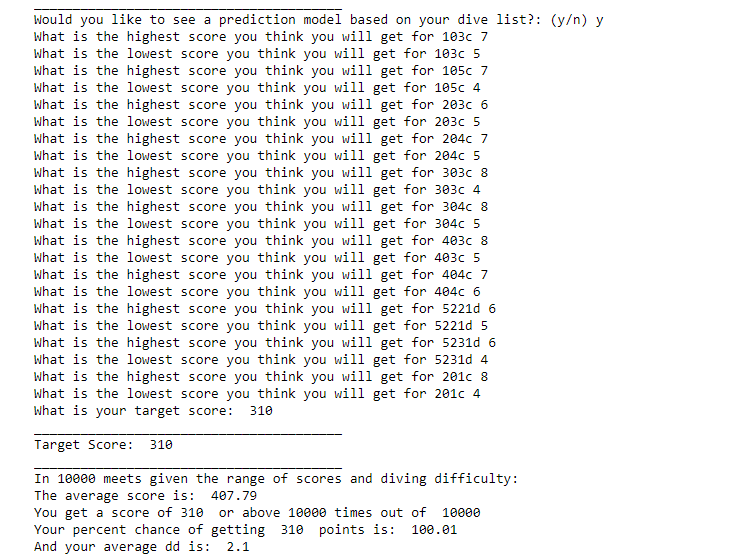 Would you like to see a prediction model based on your dive list?: (y/n) y
What is the highest score you think you will get for 103c 7
What is the lowest score you think you will get for 103c 5
What is the highest score you think you will get for 105c 7
What is the lowest score you think you will get for 105c 4
What is the highest score you think you will get for 203c 6
What is the lowest score you think you will get for 203c 5
What is the highest score you think you will get for 204c 7
What is the lowest score you think you will get for 204c 5
What is the highest score you think you will get for 303c 8
What is the lowest score you think you will get for 303c 4
What is the highest score you think you will get for 304c 8
What is the lowest score you think you will get for 304c 5
What is the highest score you think you will get for 403c 8
What is the lowest score you think you will get for 403c 5
What is the highest score you think you will get for 404c 7
What is the lowest score you think you will get for 404c 6
What is the highest score you think you will get for 5221d 6
What is the lowest score you think you will get for 5221d 5
What is the highest score you think you will get for 5231d 6
What is the lowest score you think you will get for 5231d 4
What is the highest score you think you will get for 201c 8
What is the lowest score you think you will get for 201c 4
What is your target score:  310
Target Score:  310
In 10000 meets given the range of scores and diving difficulty:
The average score is:  407.79
You get a score of 310  or above 10000 times out of  10000
Your percent chance of getting  310  points is:  100.01
And your average dd is:  2.1